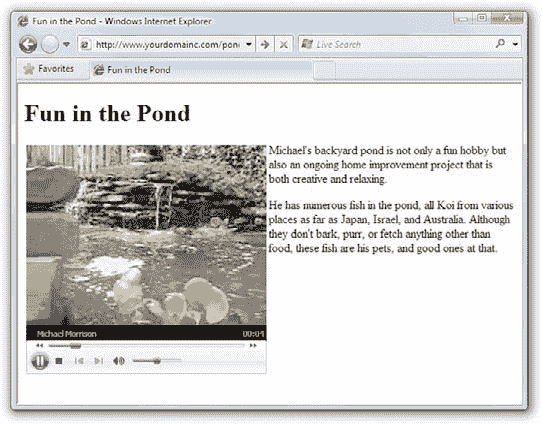 Fun in the Pond - Windows Internet Explorer
http://www.yourdomainc.com/pon
Live Search
Favorites
Fun in the Pond
Fun in the Pond
Michael's backyard pond is not only a fun hobby but
also an ongoing home improvement project that is
both creative and relaxing.
He has numerous fish in the pond, all Koi from various
places as far as Japan, Israel, and Australia. Although
they don't bark, purr, or fetch anything other than
food, these fish are his pets, and good ones at that.
Michael Morrison
00:04